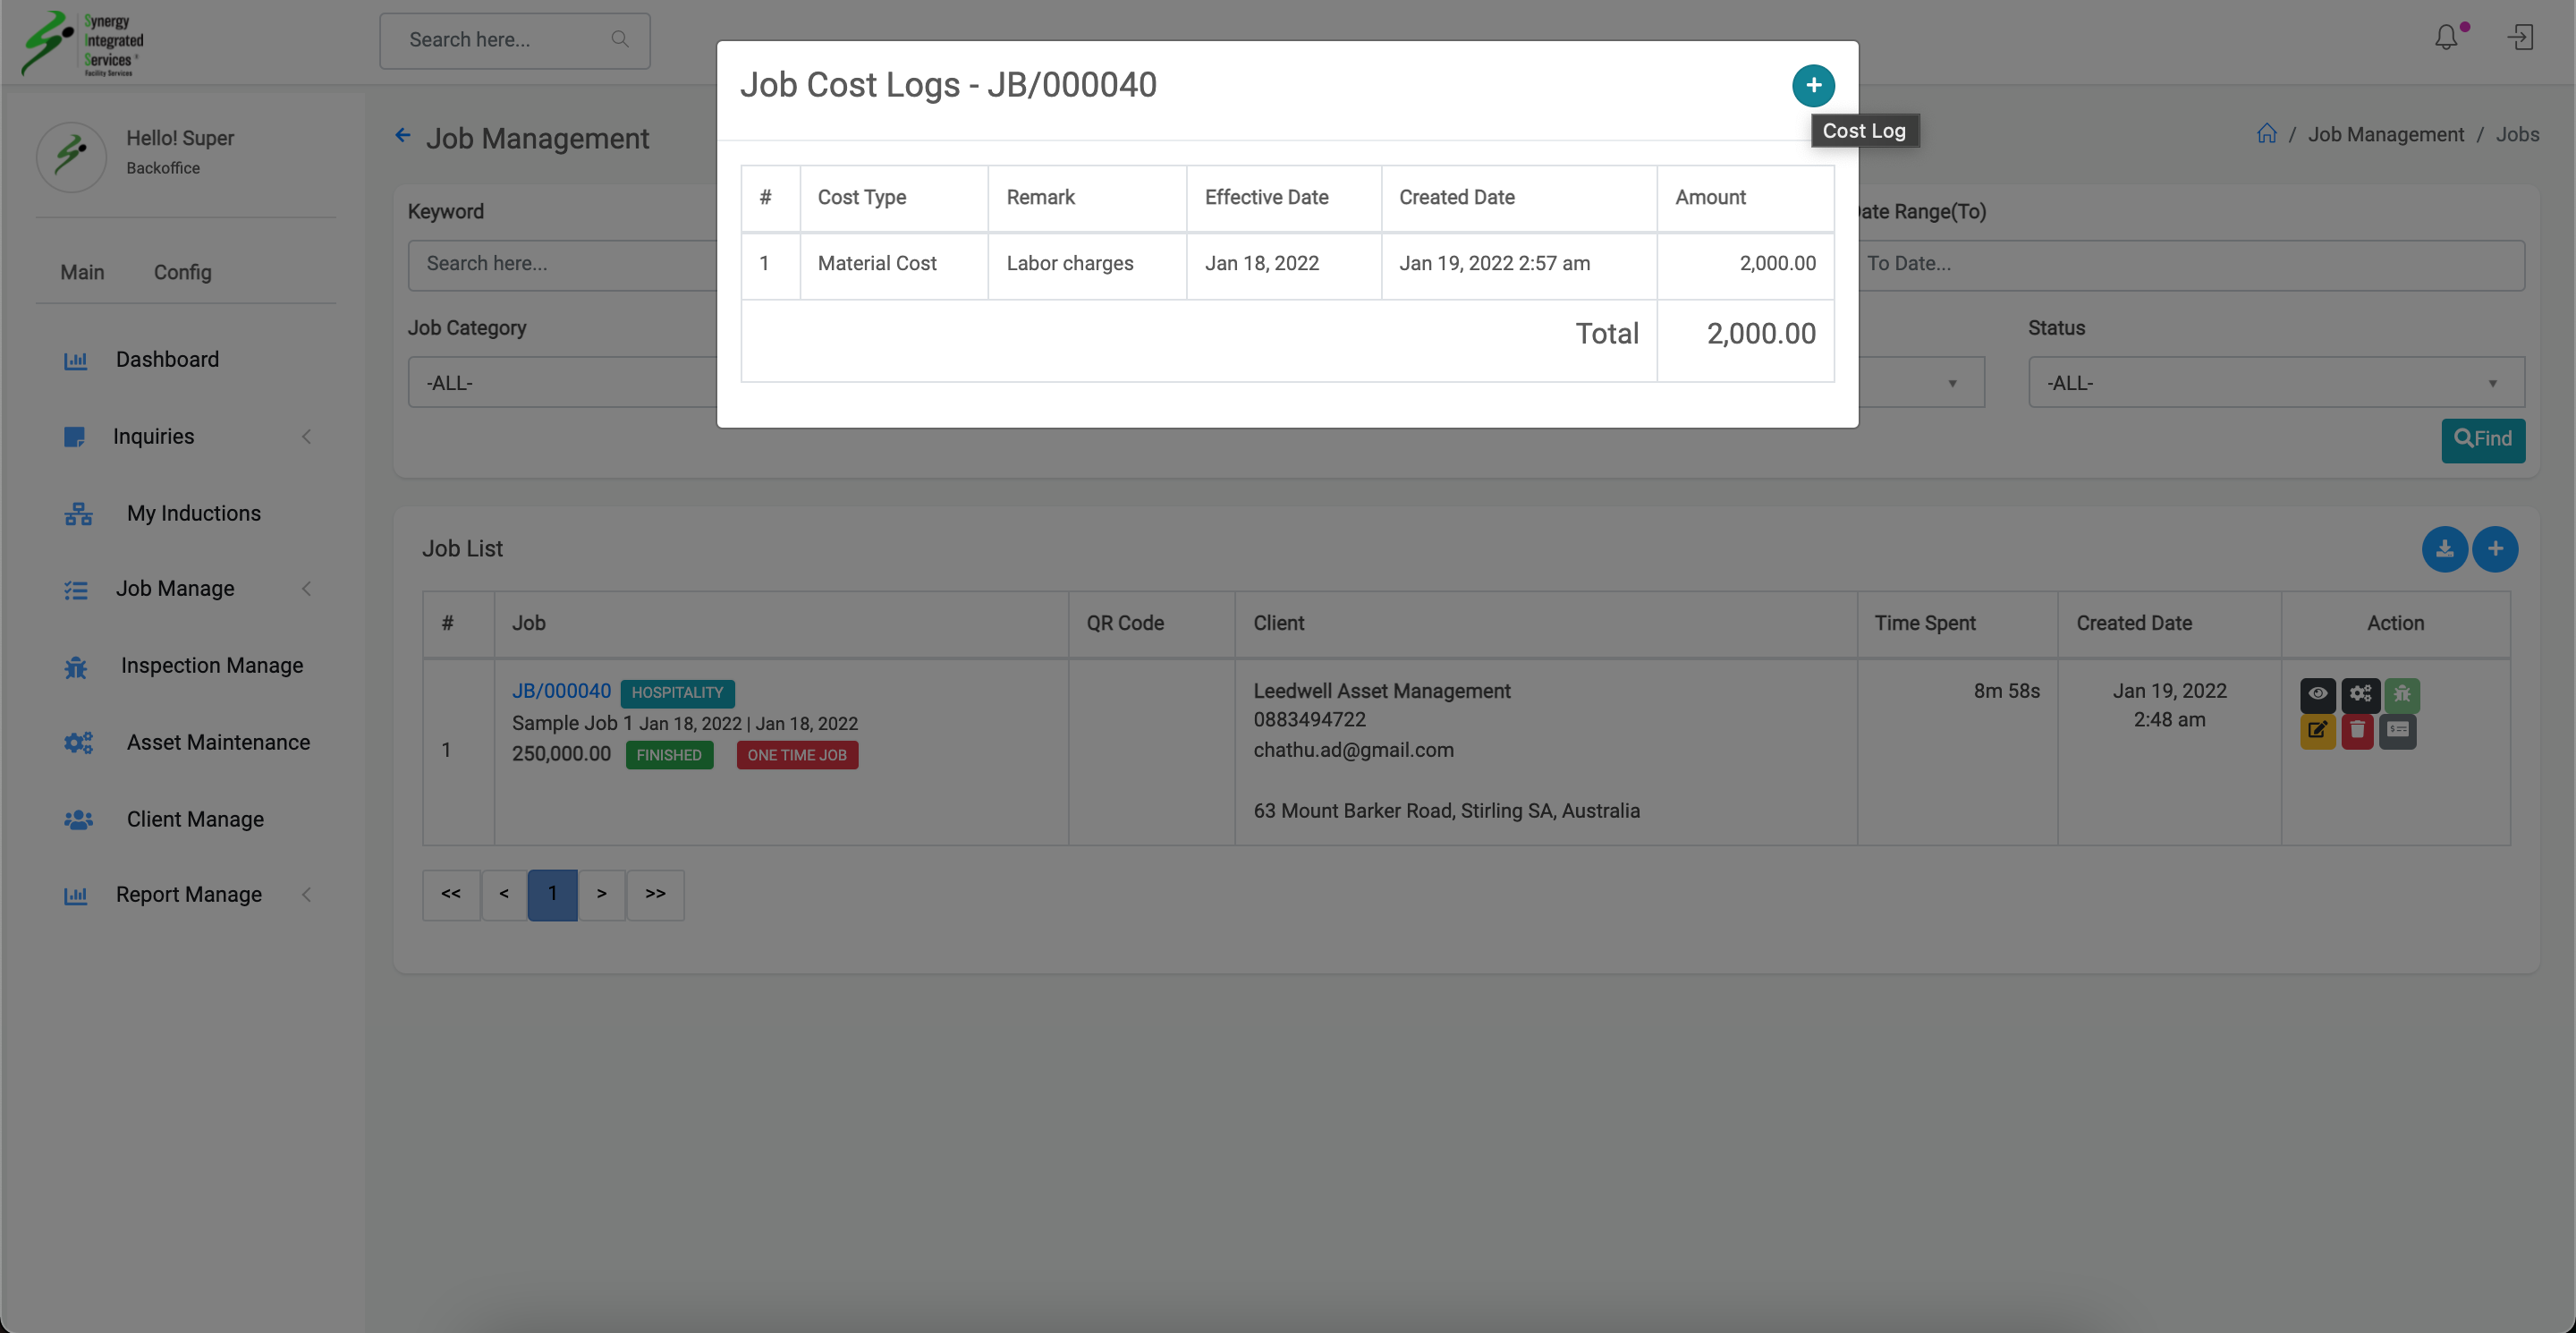 Synergy
Integrated
Services
Facility Services
Search here...
Job Cost Logs - JB/000040
Cost Log
Hello! Super
Backoffice
Job Management
/ Job Management / Jobs
# Cost Type Remark Effective Date Created Date Amount
1 Material Cost Labor charges Jan 18, 2022 Jan 19, 2022 2:57 am 2,000.00
Total 2,000.00
Keyword
ate Range(To)
Search here...
To Date...
Main Config
Job Category
Status
-ALL-
-ALL-
Find
Dashboard
Inquiries
My Inductions
Job Manage
Inspection Manage
Asset Maintenance
Client Manage
Report Manage
Job List
# Job QR Code Client Time Spent Created Date Action
1
JB/000040 HOSPITALITY
Sample Job 1 Jan 18, 2022 | Jan 18, 2022
250,000.00 FINISHED ONE TIME JOB
Leedwell Asset Management
0883494722
chathu.ad@gmail.com
63 Mount Barker Road, Stirling SA, Australia
8m 58s
Jan 19, 2022
2:48 am
<< < 1 > >>